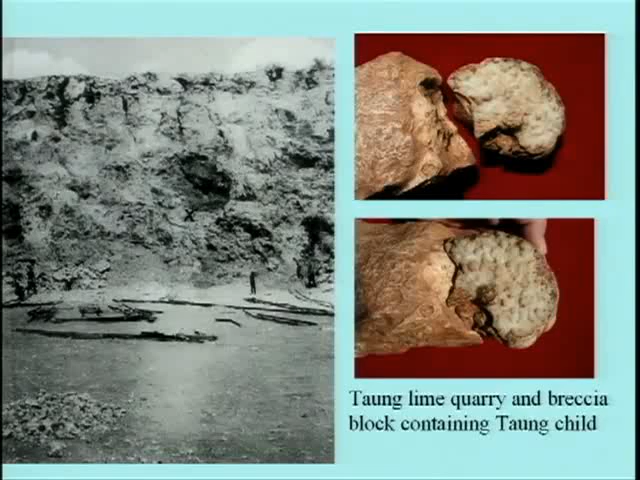 Taung lime quarry and breccia
block containing Taung child